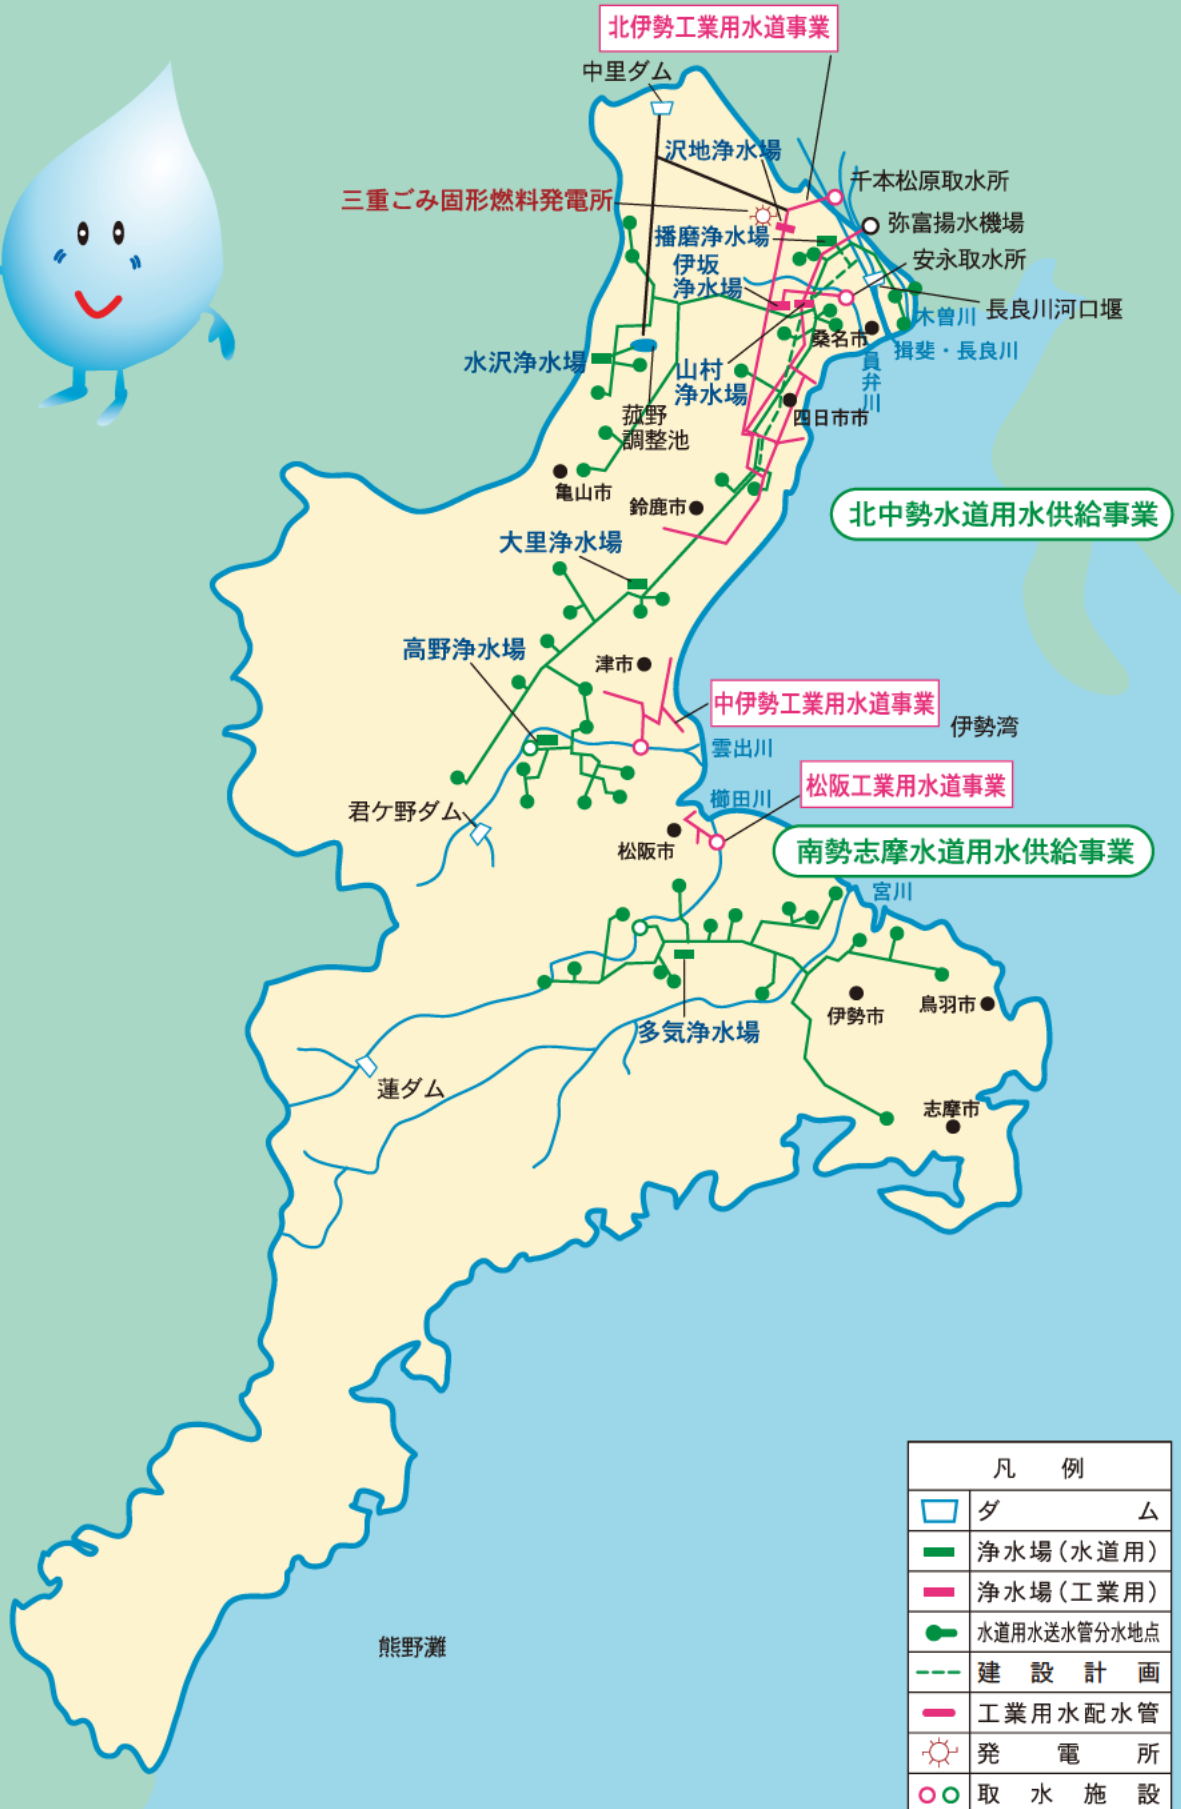 北伊勢工業用水道事業
中里ダム
沢地浄水場
千本松原取水所
三重ごみ固形燃料発電所
弥富揚水機場
播磨浄水場
安永取水所
伊坂
浄水場
長良川河口堰
木曽川
桑名市
揖斐・長良川
員弁川
水沢浄水場
山村
浄水場
菰野
調整池
四日市市
亀山市
鈴鹿市
北中勢水道用水供給事業
大里浄水場
高野浄水場
津市
中伊勢工業用水道事業
伊勢湾
雲出川
松阪工業用水道事業
櫛田川
君ケ野ダム
松阪市
南勢志摩水道用水供給事業
宮川
伊勢市
鳥羽市
多気浄水場
蓮ダム
志摩市
熊野灘
凡 例
ダ ム
浄水場(水道用)
浄水場(工業用)
水道用水送水管分水地点
建 設 計 画
工業用水配水管
発 電 所
取 水 施 設